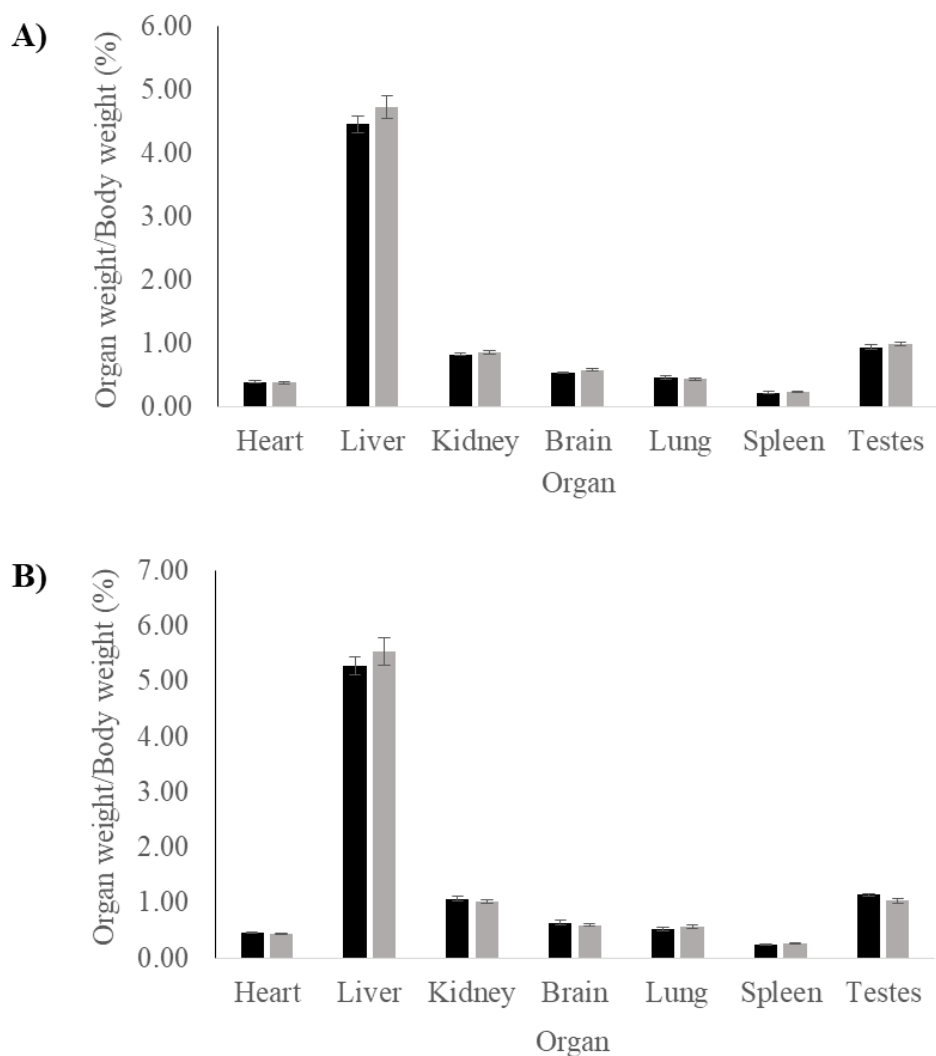 A)
Organ weight/Body weight (%)
6.00
5.00
4.00
3.00
2.00
1.00
0.00
Heart Liver Kidney Brain Lung Spleen Testes
Organ
B)
Organ weight/Body weight (%)
7.00
6.00
5.00
4.00
3.00
2.00
1.00
0.00
Heart Liver Kidney Brain Lung Spleen Testes
Organ